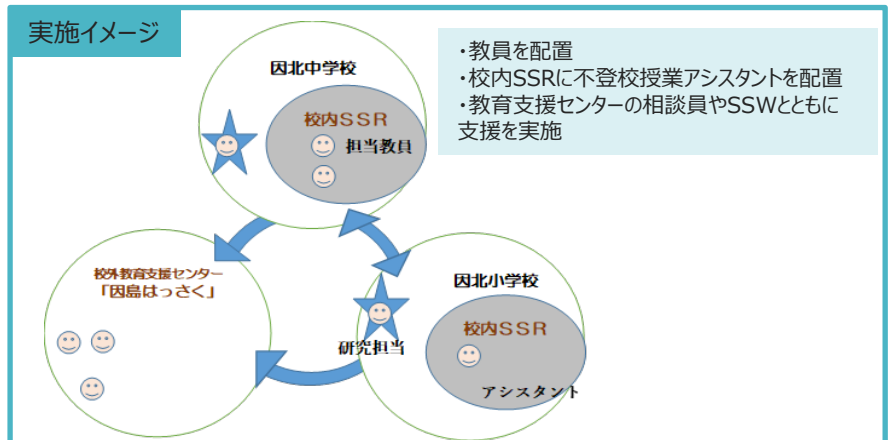 実施イメージ
・教員を配置
・校内SSRに不登校授業アシスタントを配置
・教育支援センターの相談員やSSWとともに
支援を実施
因北中学校
校内ＳＳＲ
担当教員
校外教育支援センター
「因島はっさく」
因北小学校
校内ＳＳＲ
研究担当
アシスタント